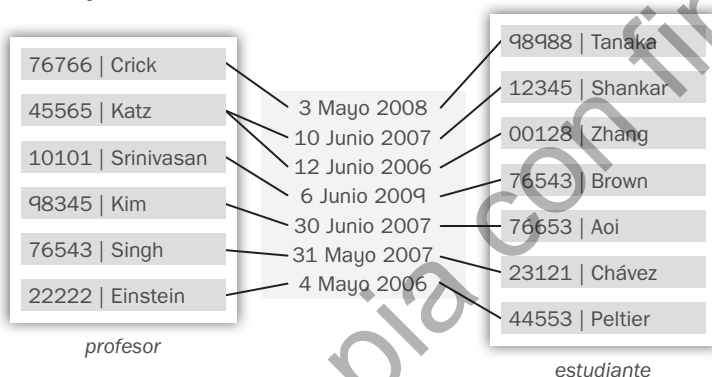 76766 | Crick
45565 | Katz
10101 | Srinivasan
98345 | Kim
76543 | Singh
22222 | Einstein
profesor
3 Mayo 2008
10 Junio 2007
12 Junio 2006
6 Junio 2009
30 Junio 2007
31 Mayo 2007
4 Mayo 2006
98988 | Tanaka
12345 | Shankar
00128 | Zhang
76543 | Brown
76653 | Aoi
23121 | Chávez
44553 | Peltier
estudiante